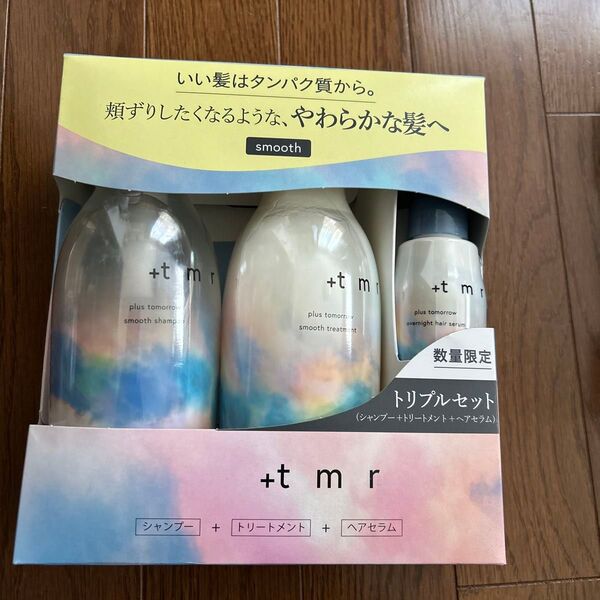 いい髪はタンパク質から。
頬ずりしたくなるような、やわらかな髪へ
smooth
+t m r
plus tomorrow
smooth shampoo
+t m r
plus tomorrow
smooth treatment
+t m r
plus tomorrow
overnight hair serum
数量限定
トリプルセット
(シャンプー+トリートメント+ヘアセラム)
+t m r
シャンプー + トリートメント + ヘアセラム